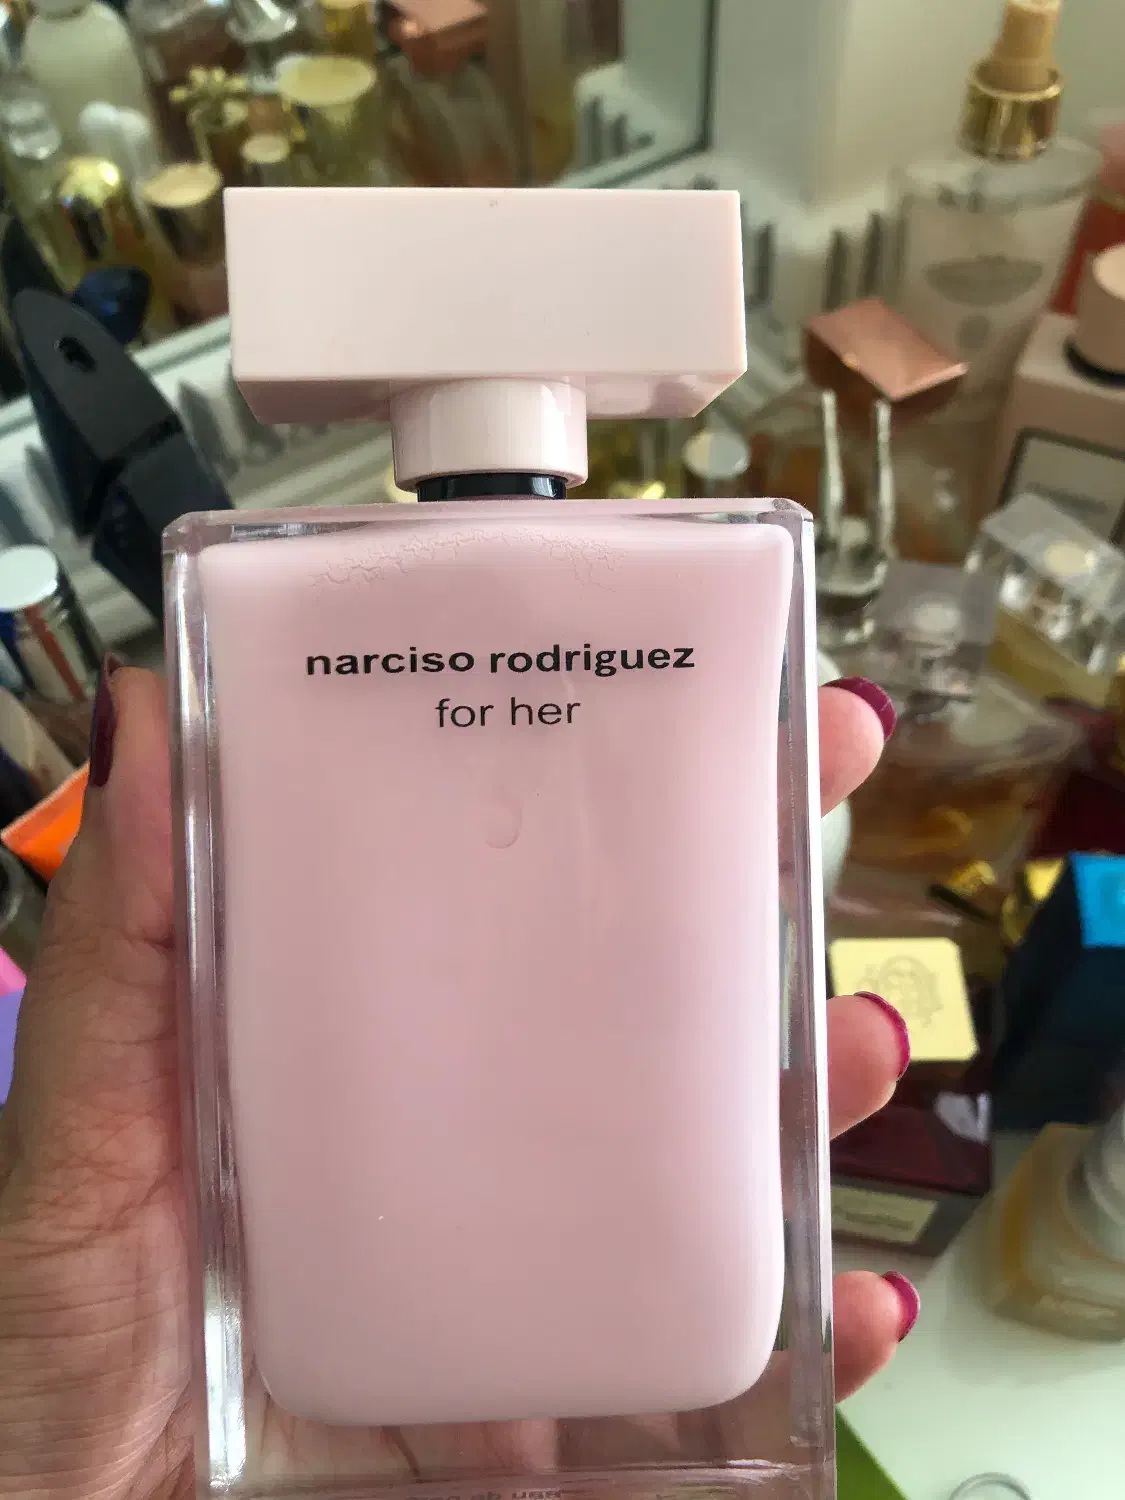 narciso rodriguez
for her